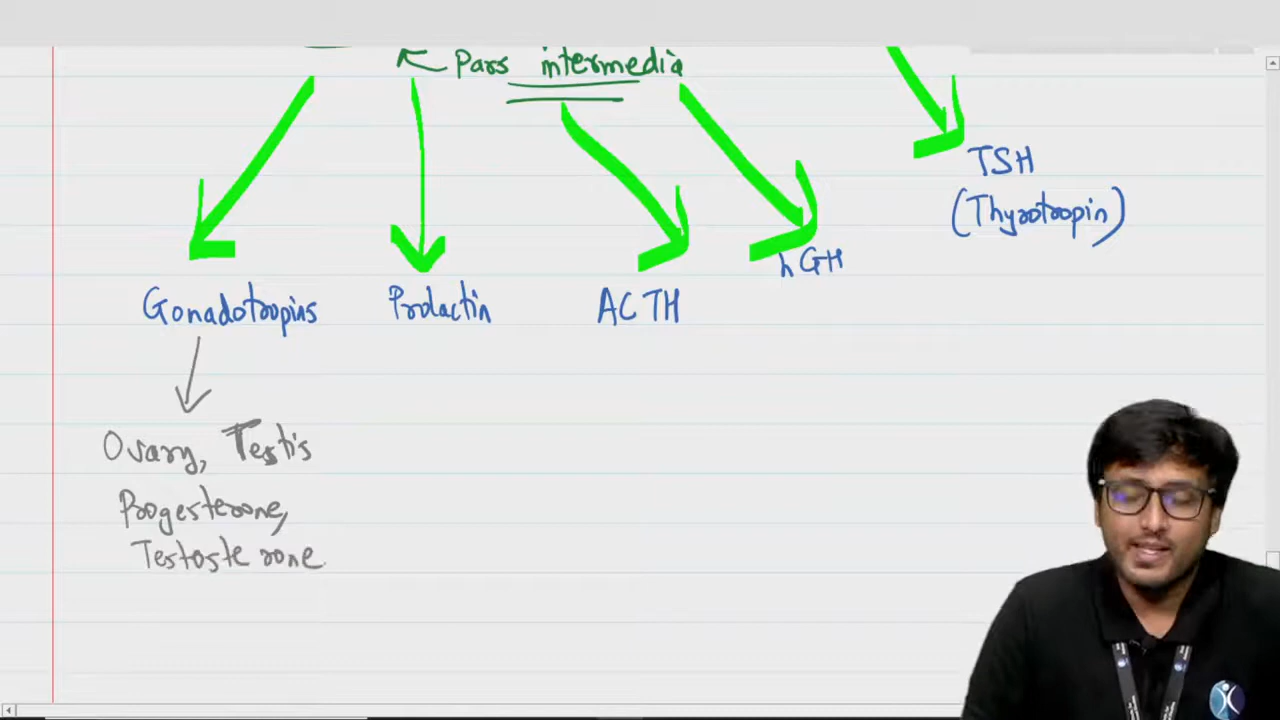 Pars intermedia
TSH
(Thyrotropin)
hGH
Gonadotropins
Prolactin
ACTH
Ovary, Testis
Progesterone,
Testosterone